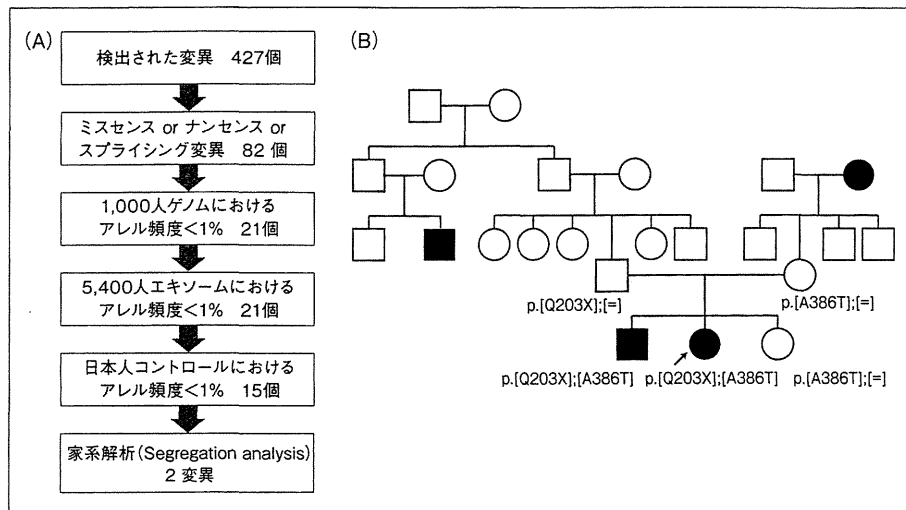 (A)
検出された変異 427個
ミスセンス or ナンセンス or
スプライシング変異 82 個
1,000人ゲノムにおける
アレル頻度<1% 21個
5,400人エキソームにおける
アレル頻度<1% 21個
日本人コントロールにおける
アレル頻度<1% 15個
家系解析(Segregation analysis)
2 変異
(B)
p.[Q203X];[=]
p.[A386T];[=]
p.[Q203X];[A386T]
p.[Q203X];[A386T]
p.[A386T];[=]